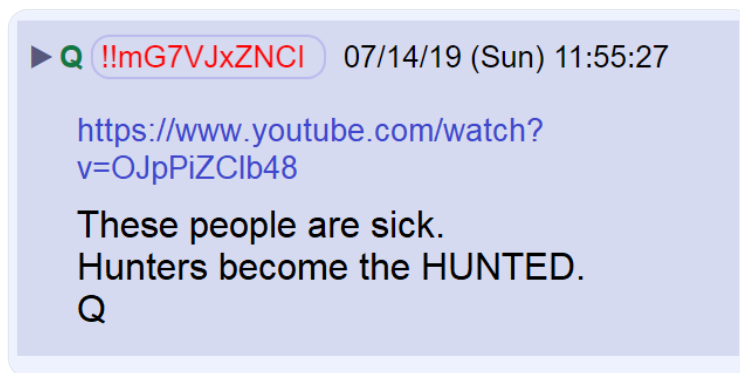 Q !!mG7VJxZNCI 07/14/19 (Sun) 11:55:27
https://www.youtube.com/watch?
v=OJpPiZCIb48
These people are sick.
Hunters become the HUNTED.
Q